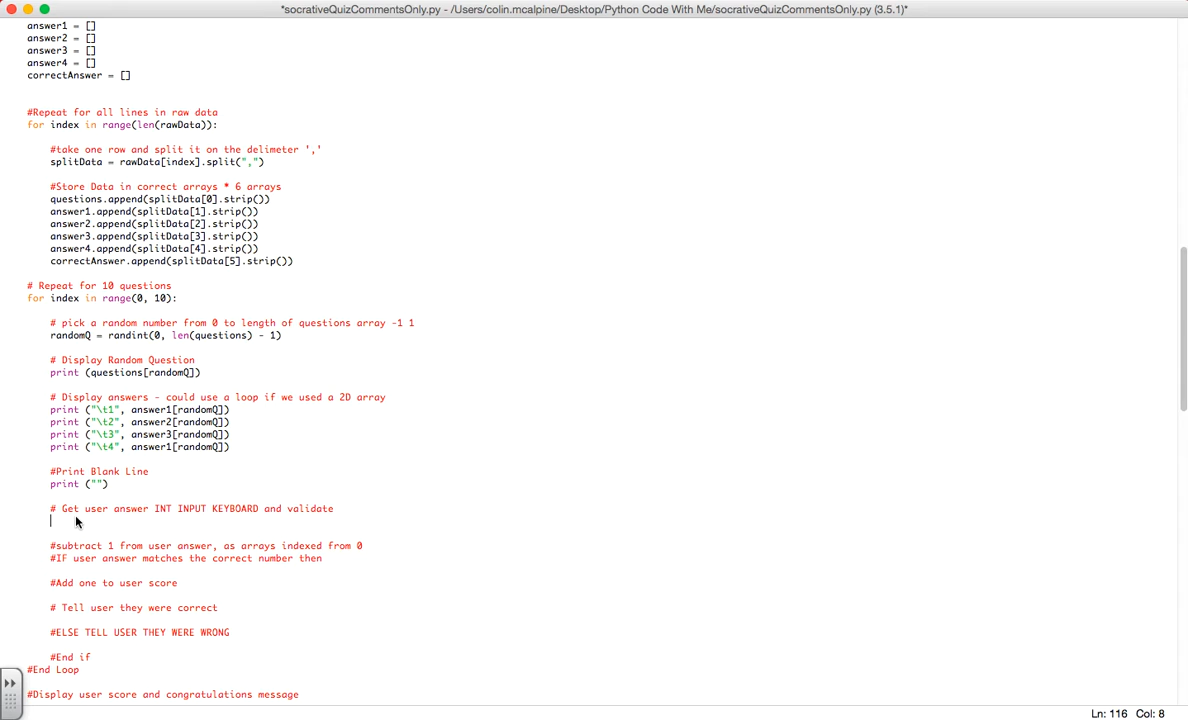 *socrativeQuizCommentsOnly.py - /Users/colin.mcalpine/Desktop/Python Code With Me/socrativeQuizCommentsOnly.py (3.5.1)*
answer1 = []
answer2 = []
answer3 = []
answer4 = []
correctAnswer = []
#Repeat for all lines in raw data
for index in range(len(rawData)):
#take one row and split it on the delimeter ','
splitData = rawData[index].split(",")
#Store Data in correct arrays * 6 arrays
questions.append(splitData[0].strip())
answer1.append(splitData[1].strip())
answer2.append(splitData[2].strip())
answer3.append(splitData[3].strip())
answer4.append(splitData[4].strip())
correctAnswer.append(splitData[5].strip())
# Repeat for 10 questions
for index in range(0, 10):
# pick a random number from 0 to length of questions array -1 1
randomQ = randint(0, len(questions) - 1)
# Display Random Question
print (questions[randomQ])
# Display answers - could use a loop if we used a 2D array
print ("\t1", answer1[randomQ])
print ("\t2", answer2[randomQ])
print ("\t3", answer3[randomQ])
print ("\t4", answer1[randomQ])
#Print Blank Line
print ("")
# Get user answer INT INPUT KEYBOARD and validate
#subtract 1 from user answer, as arrays indexed from 0
#IF user answer matches the correct number then
#Add one to user score
# Tell user they were correct
#ELSE TELL USER THEY WERE WRONG
#End if
#End Loop
#Display user score and congratulations message
Ln: 116 Col: 8